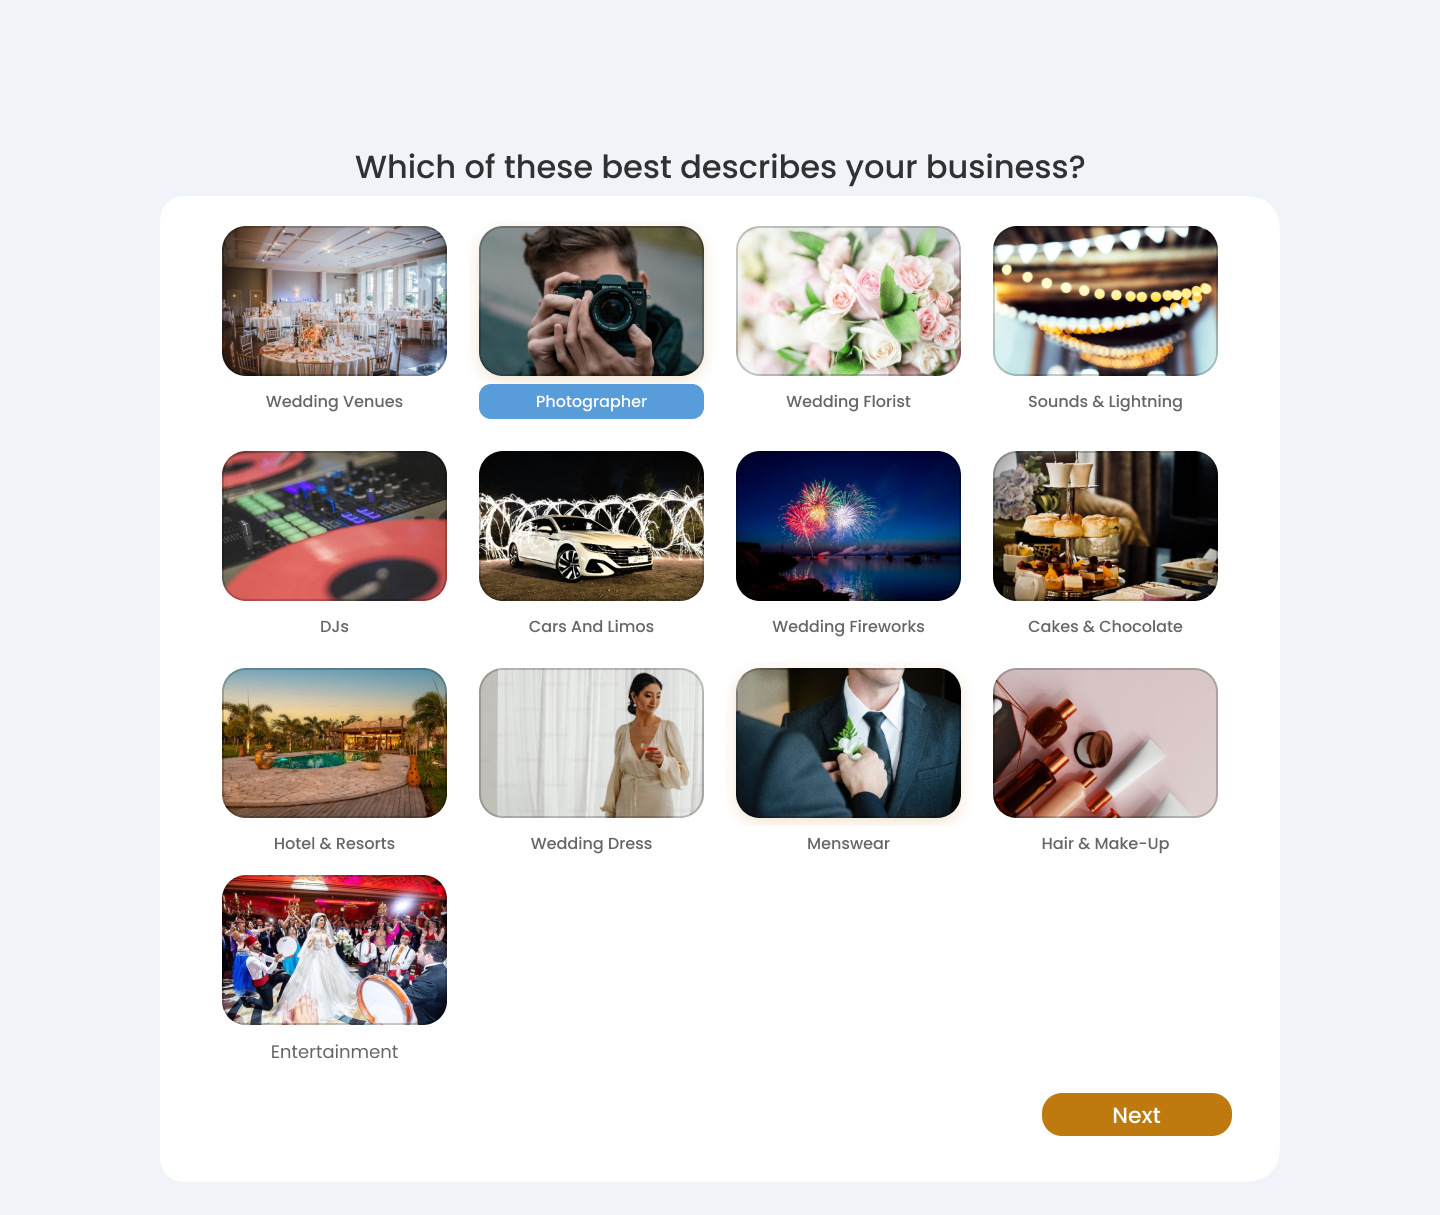 Which of these best describes your business?
Wedding Venues
Photographer
Wedding Florist
Sounds & Lightning
DJs
Cars And Limos
Wedding Fireworks
Cakes & Chocolate
Hotel & Resorts
Wedding Dress
Menswear
Hair & Make-Up
Entertainment
Next